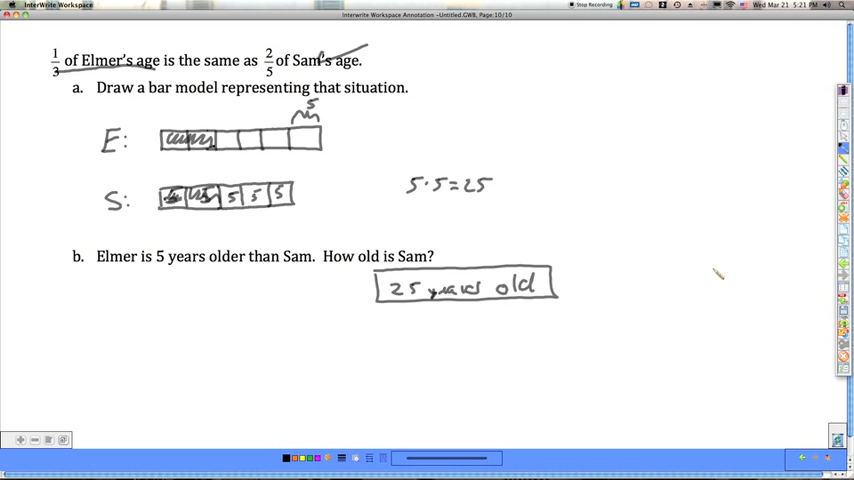 InterWrite Workspace
Stop Recording
Wed Mar 21 5:21 PM
InterWrite Workspace Annotation -Untitled.GWB, Page:10/10
1/3 of Elmer's age is the same as 2/5 of Sam's age.
a. Draw a bar model representing that situation.
5
E:
S: 5 5 5 5
5·5=25
b. Elmer is 5 years older than Sam. How old is Sam?
25 years old